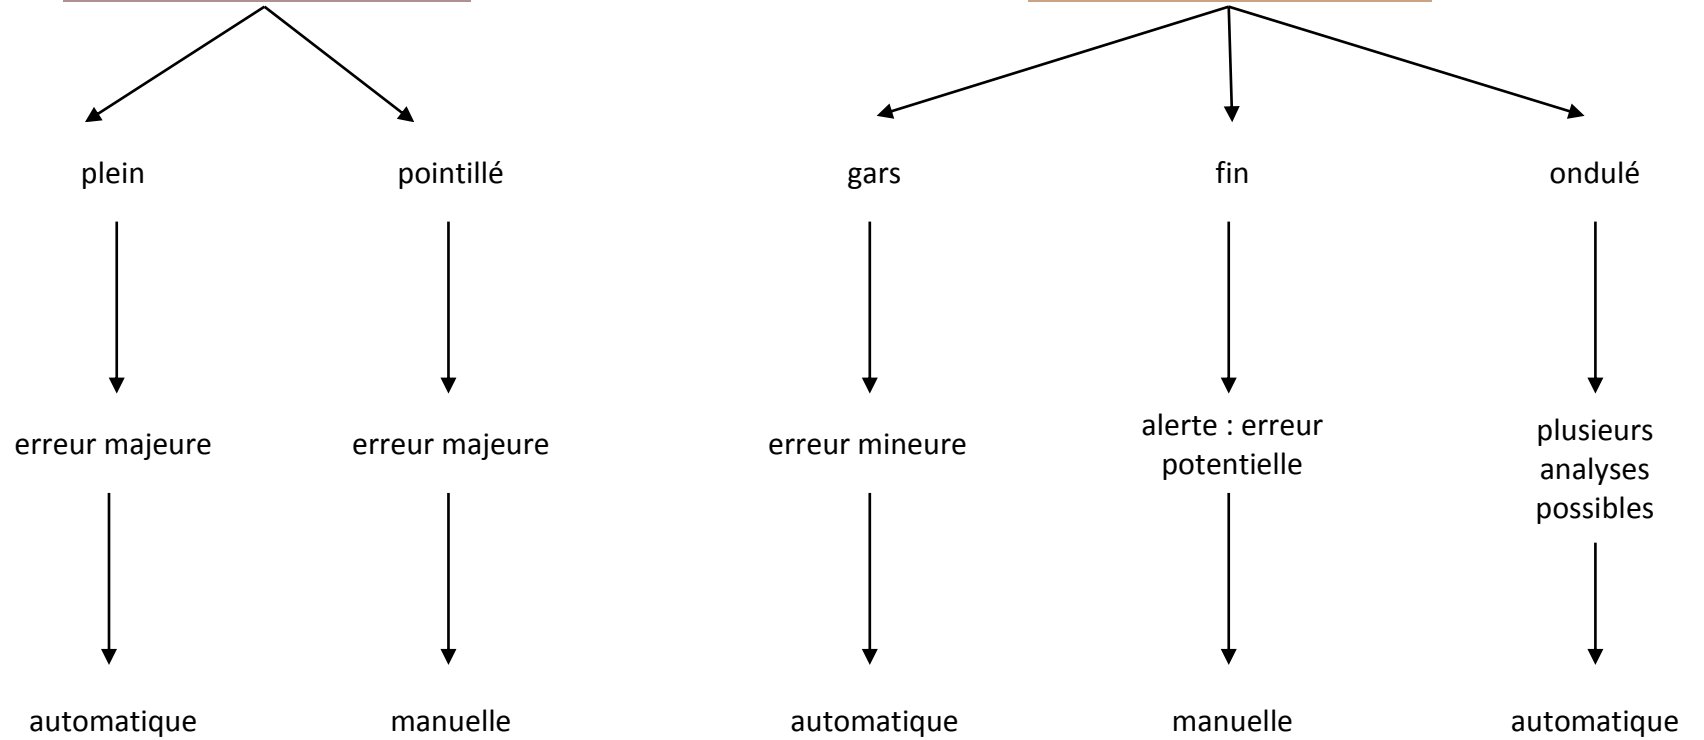 plein
pointillé
gars
fin
ondulé
erreur majeure
erreur majeure
erreur mineure
alerte : erreur
potentielle
plusieurs
analyses
possibles
automatique
manuelle
automatique
manuelle
automatique